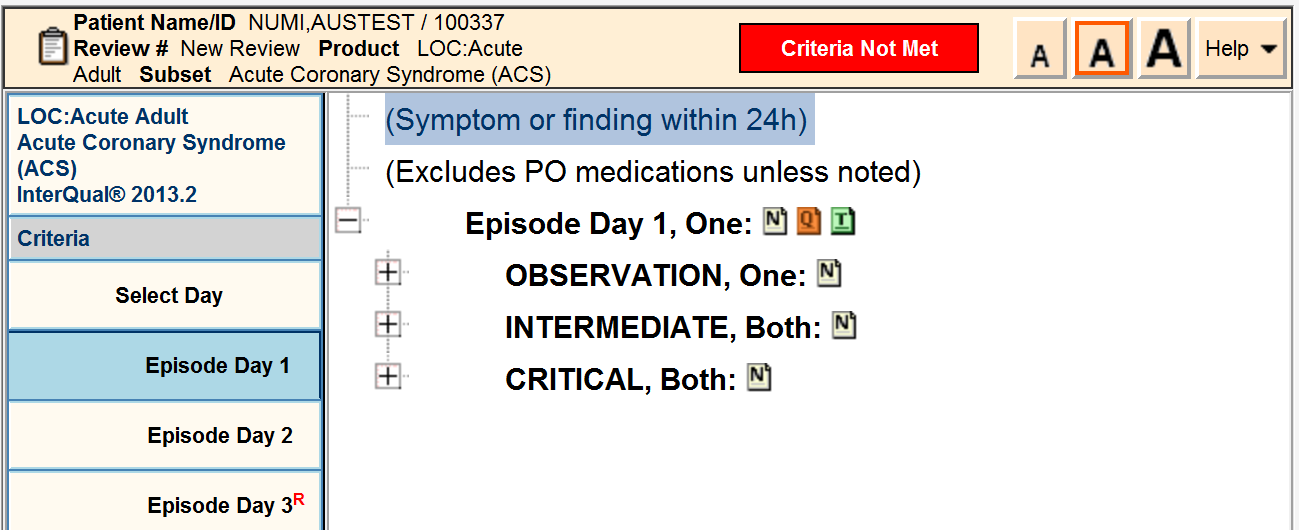 Patient Name/ID NUMI,AUSTEST / 100337
Review # New Review Product LOC:Acute
Adult Subset Acute Coronary Syndrome (ACS)
Criteria Not Met
A A A Help
LOC:Acute Adult
Acute Coronary Syndrome
(ACS)
InterQual® 2013.2
Criteria
Select Day
Episode Day 1
Episode Day 2
Episode Day 3R
(Symptom or finding within 24h)
(Excludes PO medications unless noted)
Episode Day 1, One: N Q T
OBSERVATION, One: N
INTERMEDIATE, Both: N
CRITICAL, Both: N